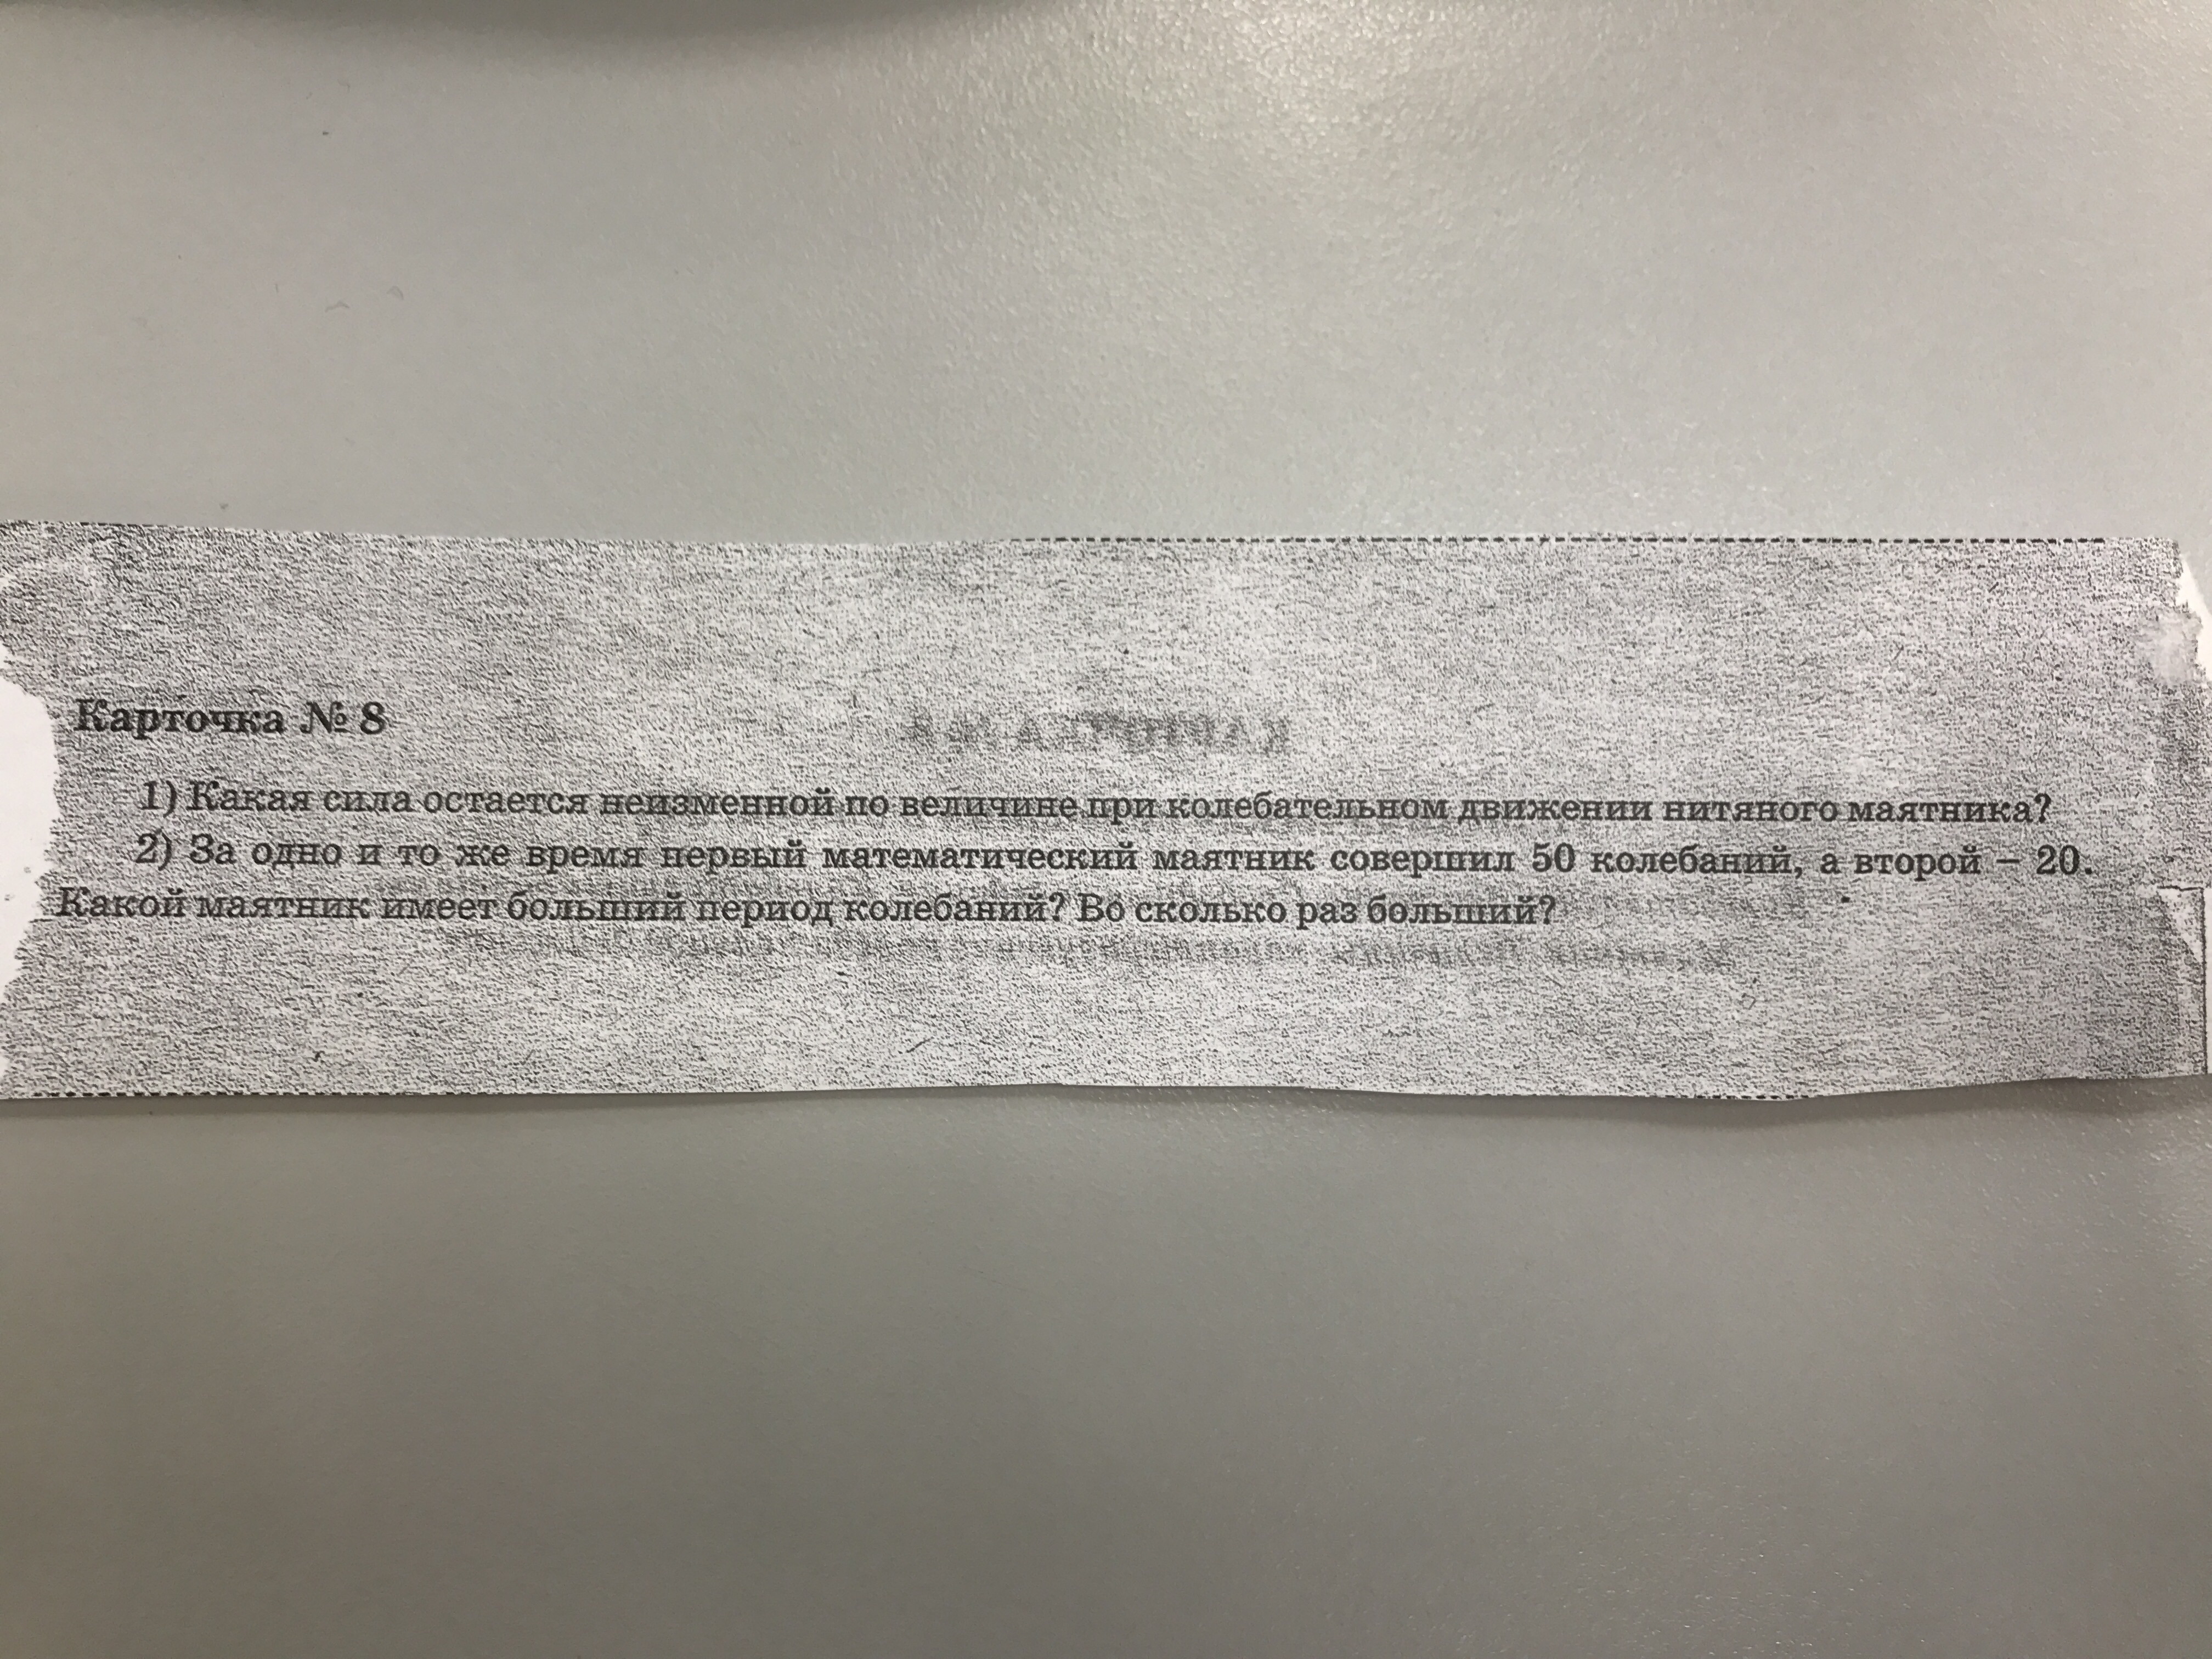 Карточка № 8
1) Какая сила остается неизменной по величине при колебательном движении нитяного маятника?
2) За одно и то же время первый математический маятник совершил 50 колебаний, а второй – 20.
Какой маятник имеет больший период колебаний? Во сколько раз больший?